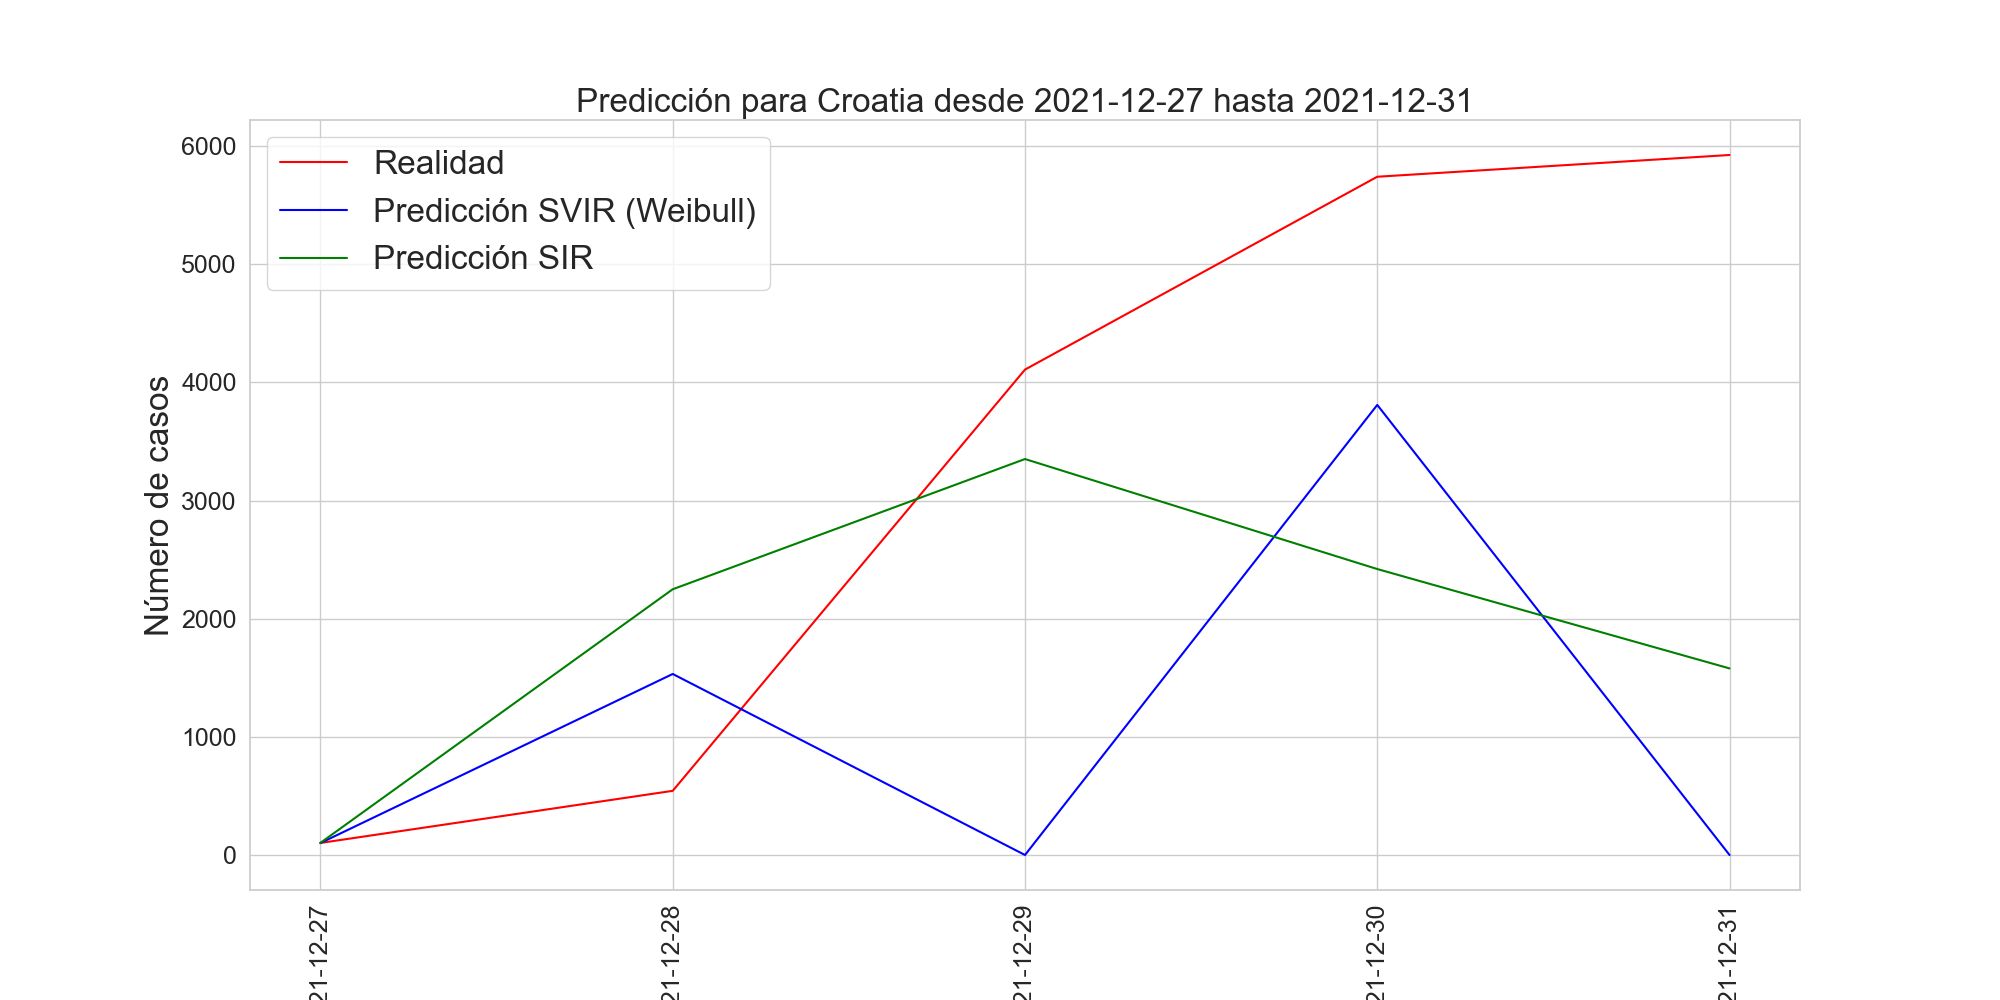 Predicción para Croatia desde 2021-12-27 hasta 2021-12-31
Realidad
Predicción SVIR (Weibull)
Predicción SIR
Número de casos
6000
5000
4000
3000
2000
1000
0
21-12-27
21-12-28
21-12-29
21-12-30
21-12-31